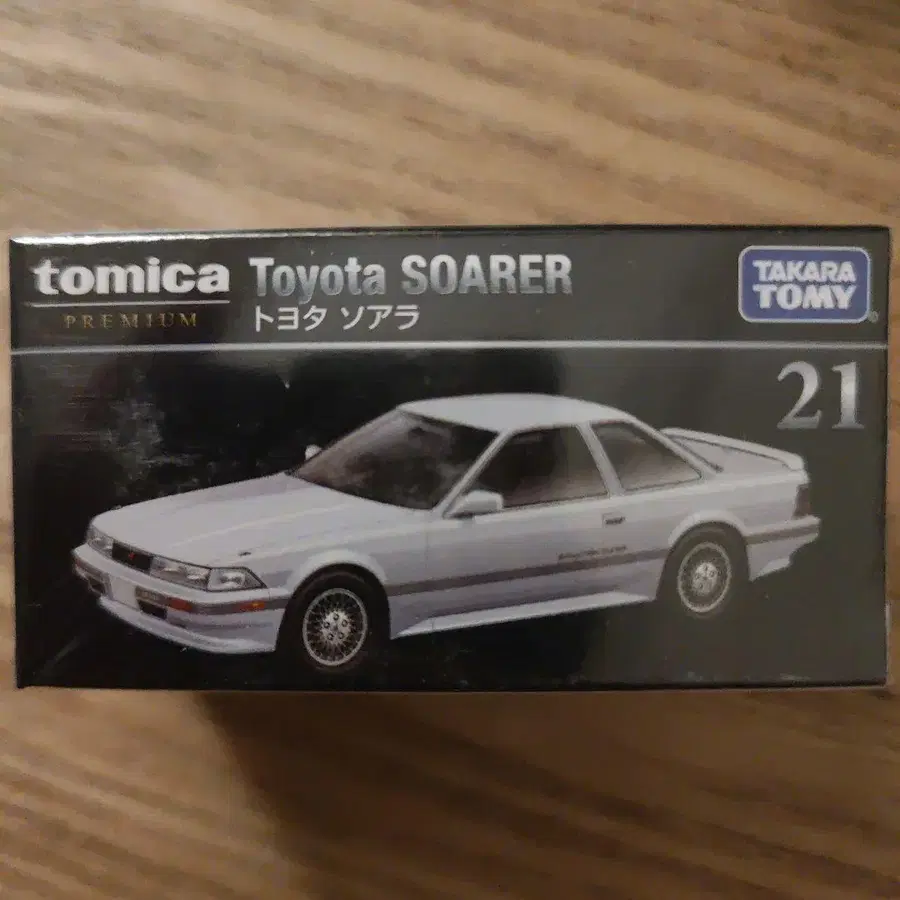 tomica
PREMIUM
Toyota SOARER
トヨタ ソアラ
TAKARA
TOMY
®
21